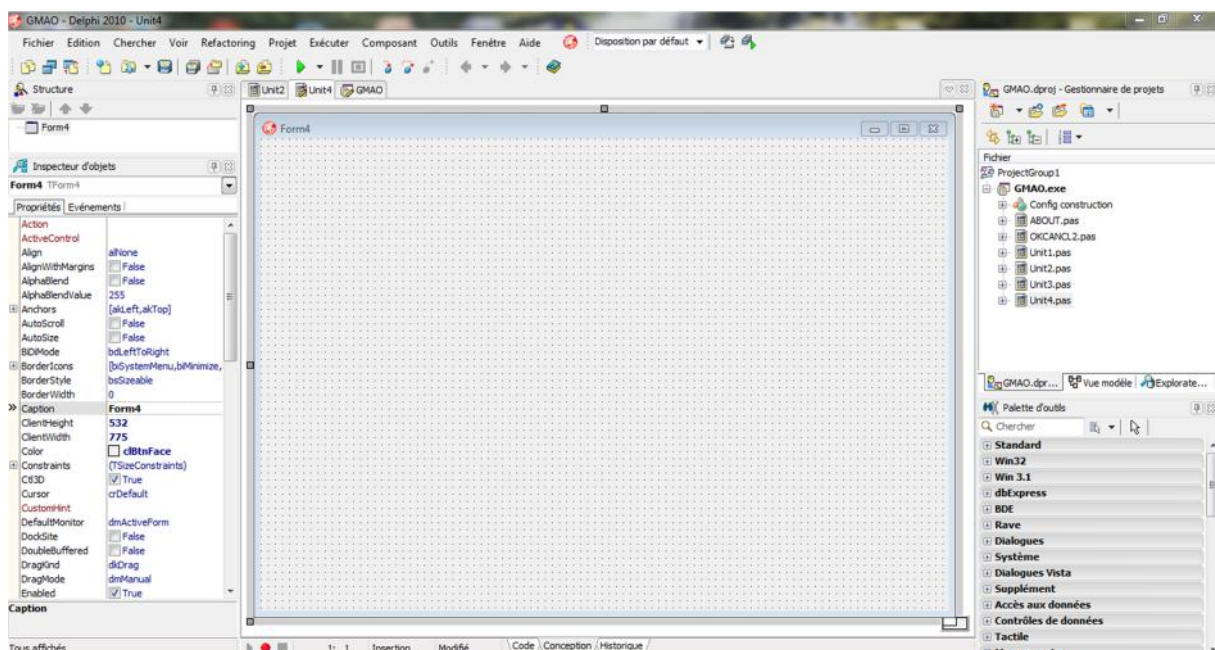 GMAO - Delphi 2010 - Unit4
Fichier Edition Chercher Voir Refactoring Projet Exécuter Composant Outils Fenêtre Aide Disposition par défaut
Structure
Form4
Inspecteur d'objets
Form4 TForm4
Propriétés Evénements
Action
ActiveControl
Align alNone
AlignWithMargins False
AlphaBlend False
AlphaBlendValue 255
Anchors [akLeft,akTop]
AutoScroll False
AutoSize False
BiDiMode bdLeftToRight
BorderIcons [biSystemMenu,biMinimize,
BorderStyle bsSizeable
BorderWidth 0
Caption Form4
ClientHeight 532
ClientWidth 775
Color clBtnFace
Constraints (TSizeConstraints)
Ctl3D True
Cursor crDefault
CustomHint
DefaultMonitor dmActiveForm
DockSite False
DoubleBuffered False
DragKind dkDrag
DragMode dmManual
Enabled True
Caption
Tous affichés
Unit2 Unit4 GMAO
Form4
1: 1 Insertion Modifié Code Conception Historique
GMAO.dproj - Gestionnaire de projets
Fichier
ProjectGroup1
GMAO.exe
Config construction
ABOUT.pas
OKCANCL2.pas
Unit1.pas
Unit2.pas
Unit3.pas
Unit4.pas
GMAO.dpr... Vue modèle Explorate...
Palette d'outils
Chercher
Standard
Win32
Win 3.1
dbExpress
BDE
Rave
Dialogues
Système
Dialogues Vista
Supplément
Accès aux données
Contrôles de données
Tactile